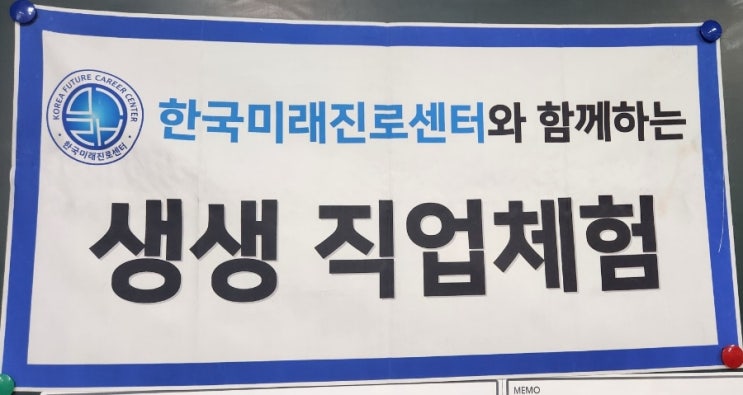 KOREA FUTURE CAREER CENTER
한국미래진로센터
한국미래진로센터와 함께하는
생생 직업체험
MEMO